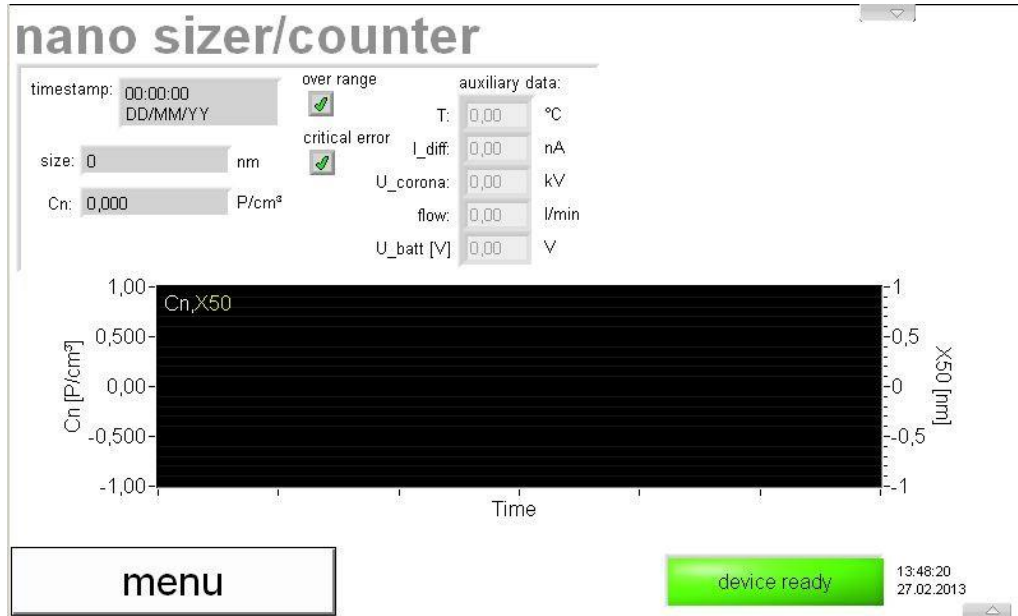 nano sizer/counter
timestamp: 00:00:00
DD/MM/YY
over range
critical error
size: 0 nm
Cn: 0,000 P/cm³
auxiliary data:
T: 0,00 °C
I_diff: 0,00 nA
U_corona: 0,00 kV
flow: 0,00 l/min
U_batt [V] 0,00 V
Cn,X50
Cn [P/cm³]
1,00
0,500
0,00
-0,500
-1,00
1
0,5
0
-0,5
-1
X50 [nm]
Time
menu
device ready
13:48:20
27.02.2013